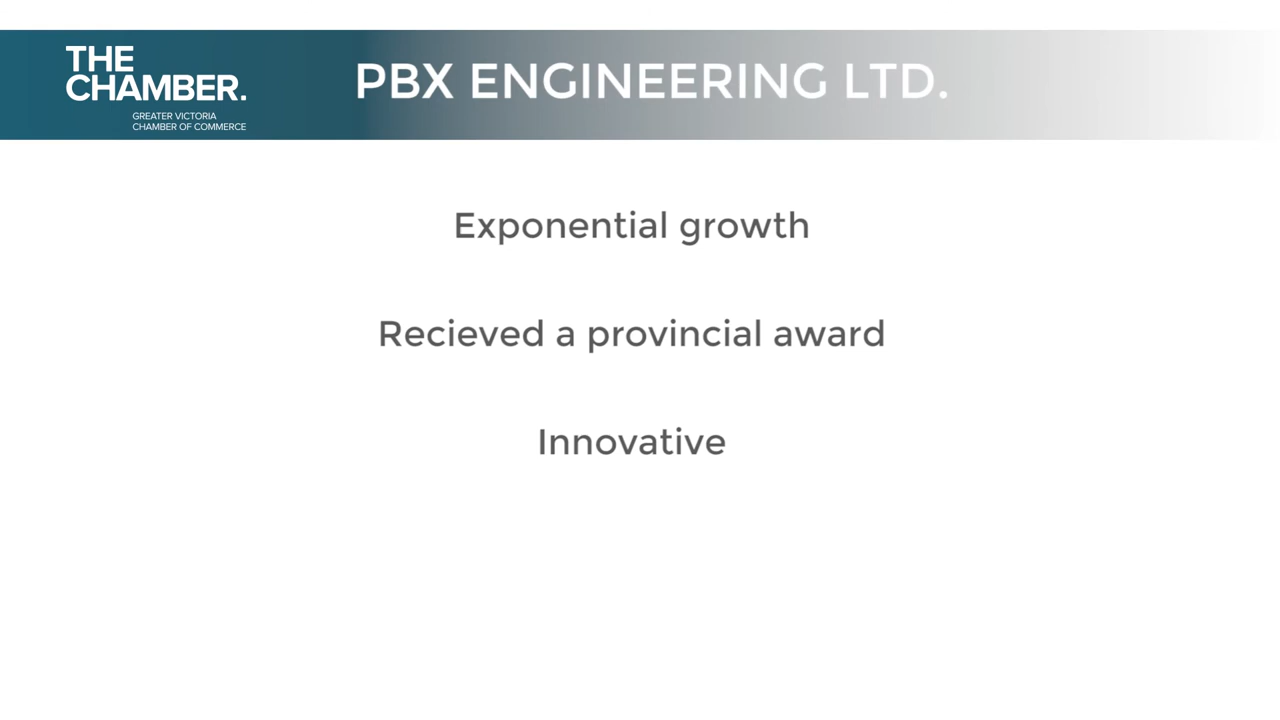 THE
CHAMBER.
GREATER VICTORIA
CHAMBER OF COMMERCE
PBX ENGINEERING LTD.
Exponential growth
Recieved a provincial award
Innovative